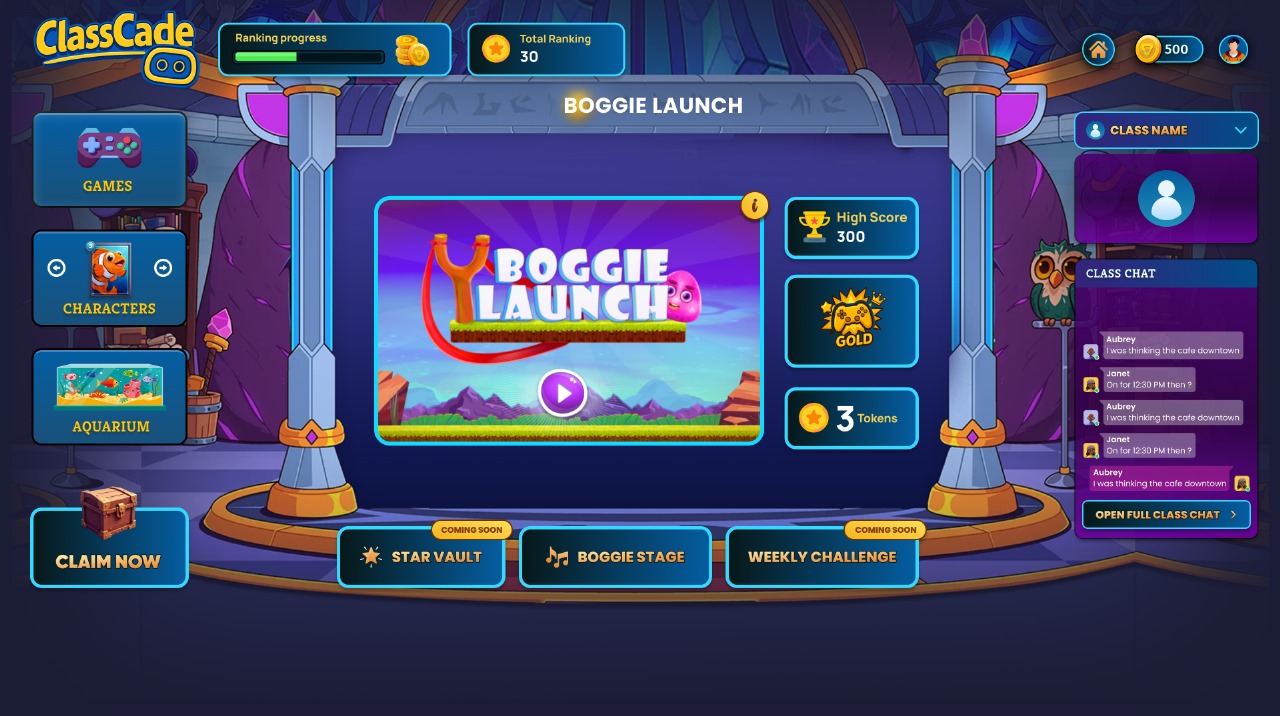 ClassCade
Ranking progress
Total Ranking
30
500
BOGGIE LAUNCH
CLASS NAME
GAMES
CHARACTERS
AQUARIUM
CLAIM NOW
i
BOGGIE
LAUNCH
High Score
300
GOLD
3 Tokens
CLASS CHAT
Aubrey
I was thinking the cafe downtown
Janet
On for 12:30 PM then ?
Aubrey
I was thinking the cafe downtown
Janet
On for 12:30 PM then ?
Aubrey
I was thinking the cafe downtown
OPEN FULL CLASS CHAT
COMING SOON
STAR VAULT
BOGGIE STAGE
COMING SOON
WEEKLY CHALLENGE